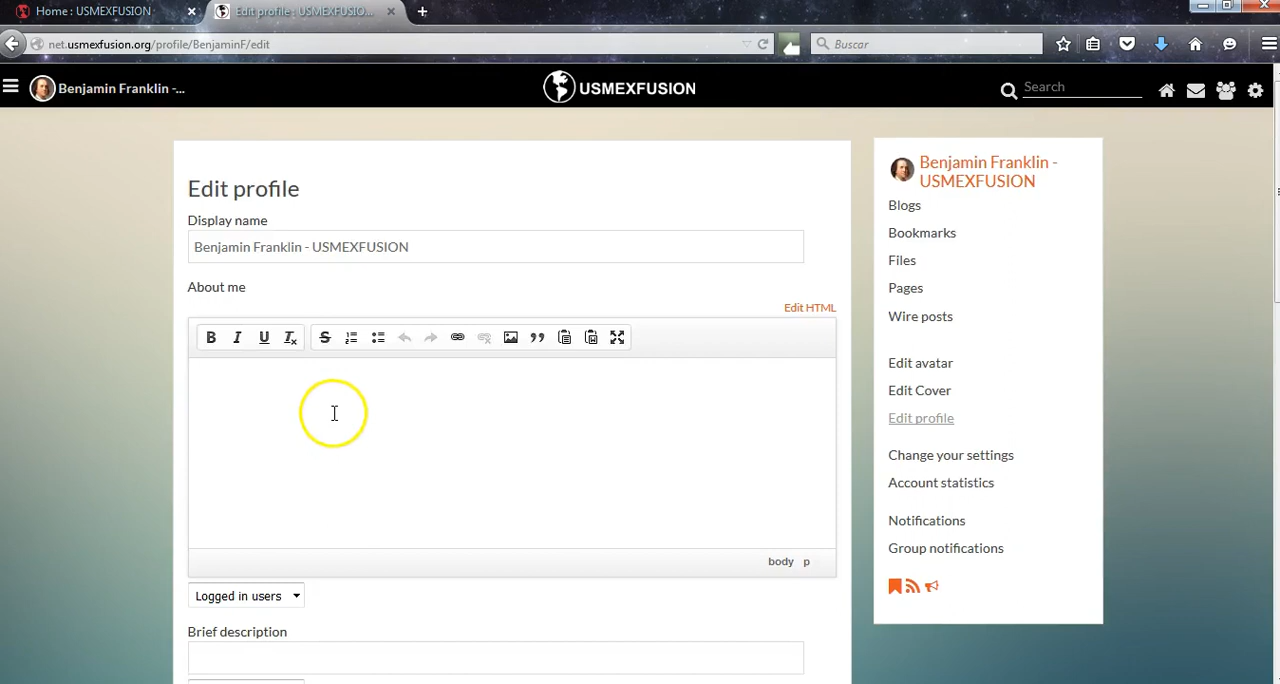 Home : USMEXFUSION
Edit profile : USMEXFUSIO...
net.usmexfusion.org/profile/BenjaminF/edit
Buscar
Benjamin Franklin -...
USMEXFUSION
Search
Edit profile
Display name
Benjamin Franklin - USMEXFUSION
About me
Edit HTML
B I U Tx S
body p
Logged in users
Brief description
Benjamin Franklin -
USMEXFUSION
Blogs
Bookmarks
Files
Pages
Wire posts
Edit avatar
Edit Cover
Edit profile
Change your settings
Account statistics
Notifications
Group notifications